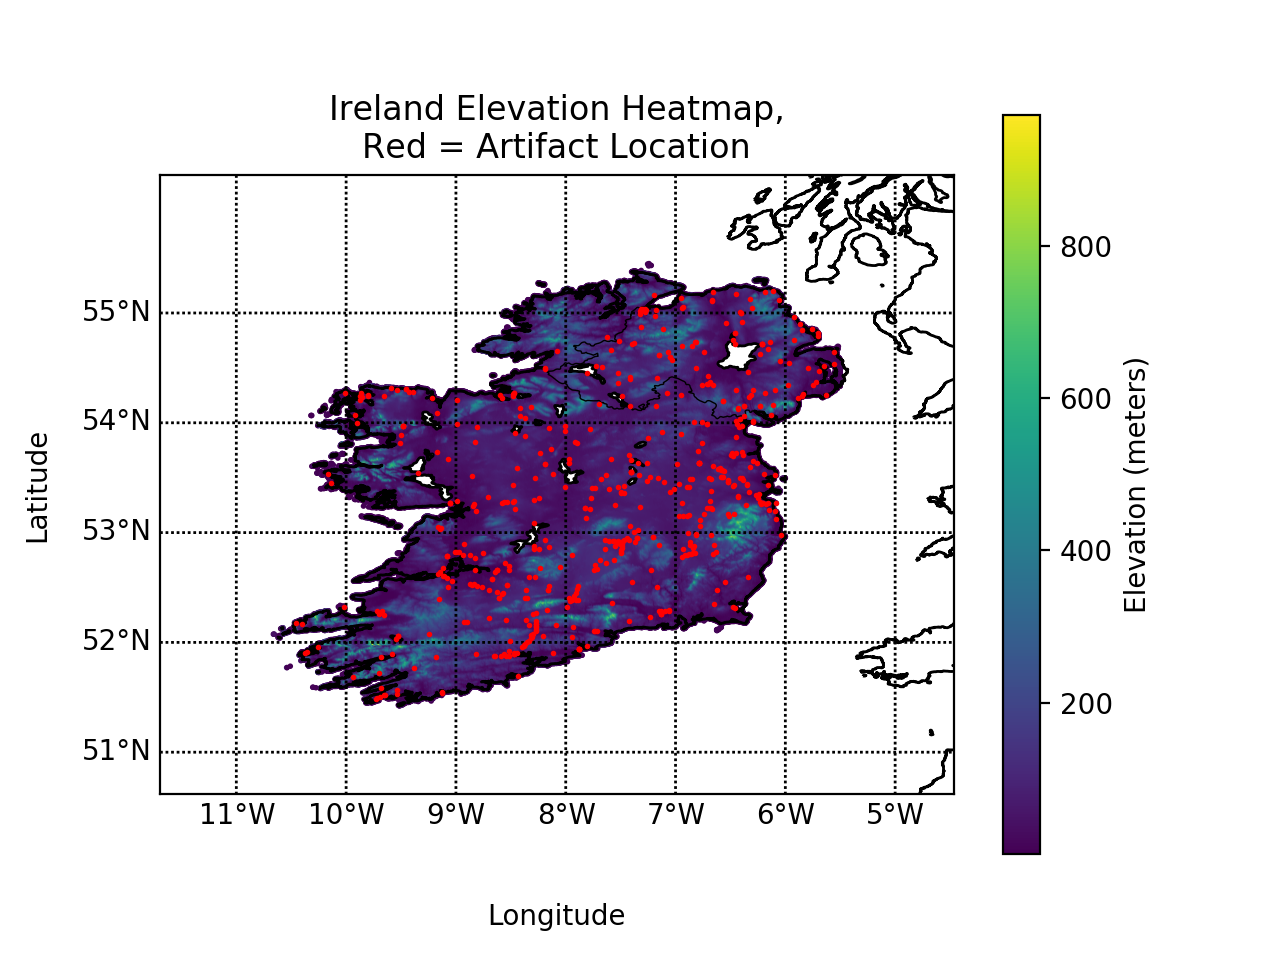 Ireland Elevation Heatmap,
Red = Artifact Location
55°N
54°N
53°N
52°N
51°N
11°W 10°W 9°W 8°W 7°W 6°W 5°W
Latitude
Longitude
800
600
400
200
Elevation (meters)